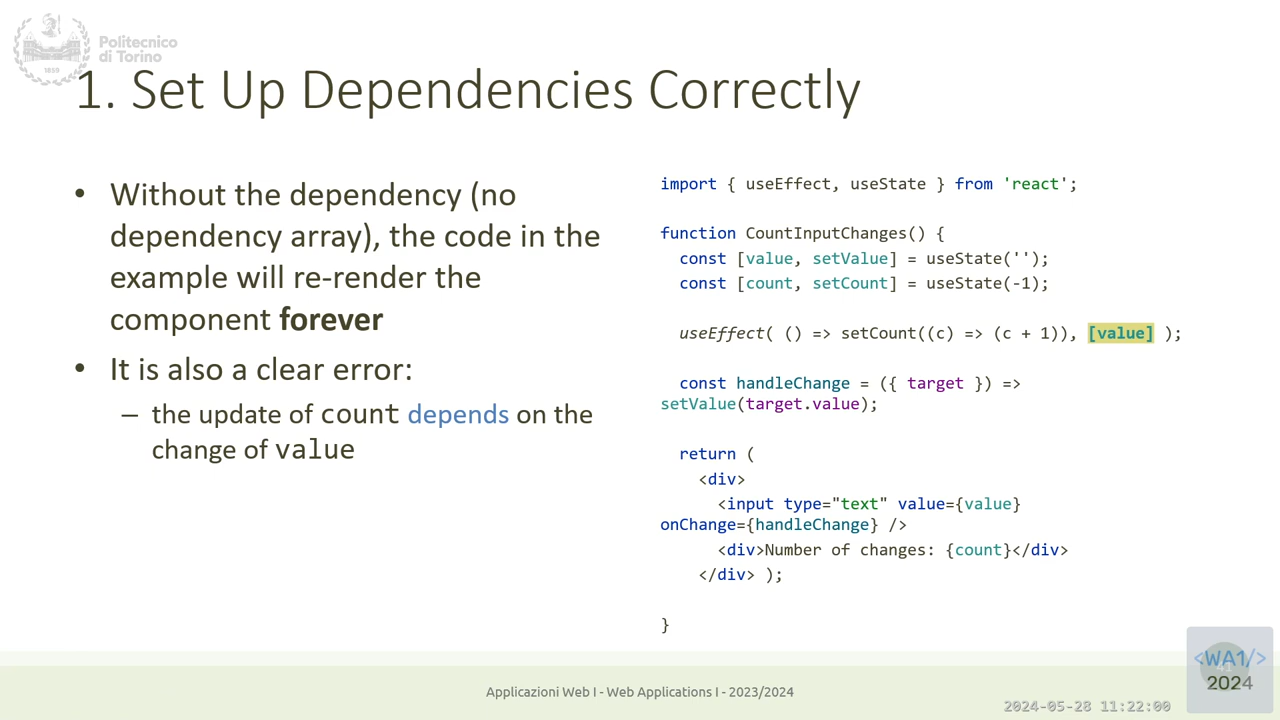 Politecnico
di Torino
1859
1. Set Up Dependencies Correctly
• Without the dependency (no
dependency array), the code in the
example will re-render the
component forever
• It is also a clear error:
– the update of count depends on the
change of value
import { useEffect, useState } from 'react';
function CountInputChanges() {
const [value, setValue] = useState('');
const [count, setCount] = useState(-1);
useEffect( () => setCount((c) => (c + 1)), [value] );
const handleChange = ({ target }) =>
setValue(target.value);
return (
<div>
<input type="text" value={value}
onChange={handleChange} />
<div>Number of changes: {count}</div>
</div> );
}
Applicazioni Web I - Web Applications I - 2023/2024
<WA1/>
2024
2024-05-28 11:22:00